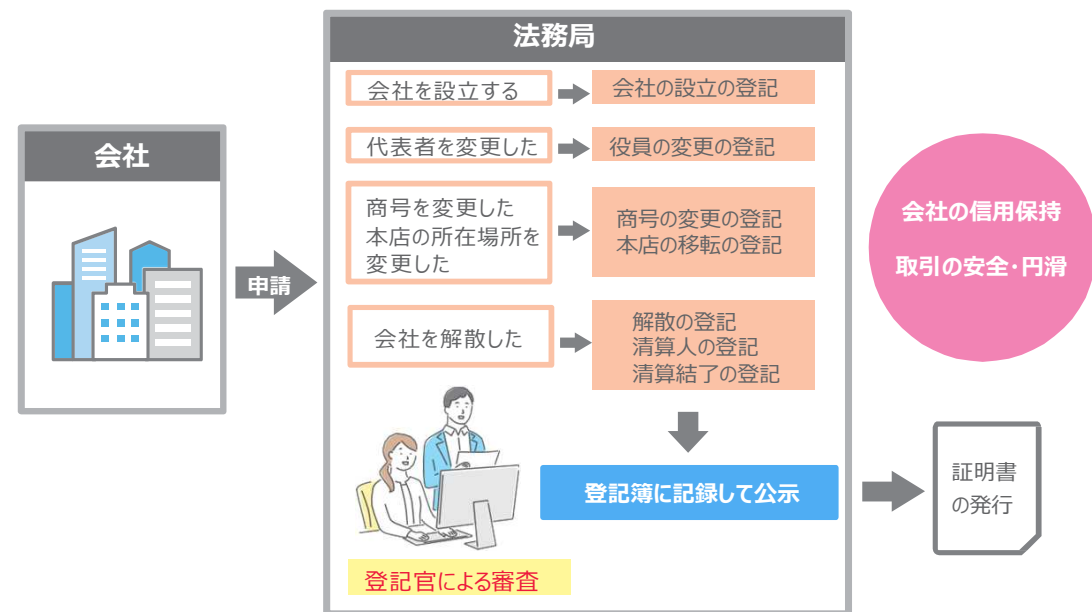 会社
申請
法務局
会社を設立する
会社の設立の登記
代表者を変更した
役員の変更の登記
商号を変更した
本店の所在場所を
変更した
商号の変更の登記
本店の移転の登記
会社を解散した
解散の登記
清算人の登記
清算結了の登記
登記簿に記録して公示
登記官による審査
会社の信用保持
取引の安全・円滑
証明書
の発行